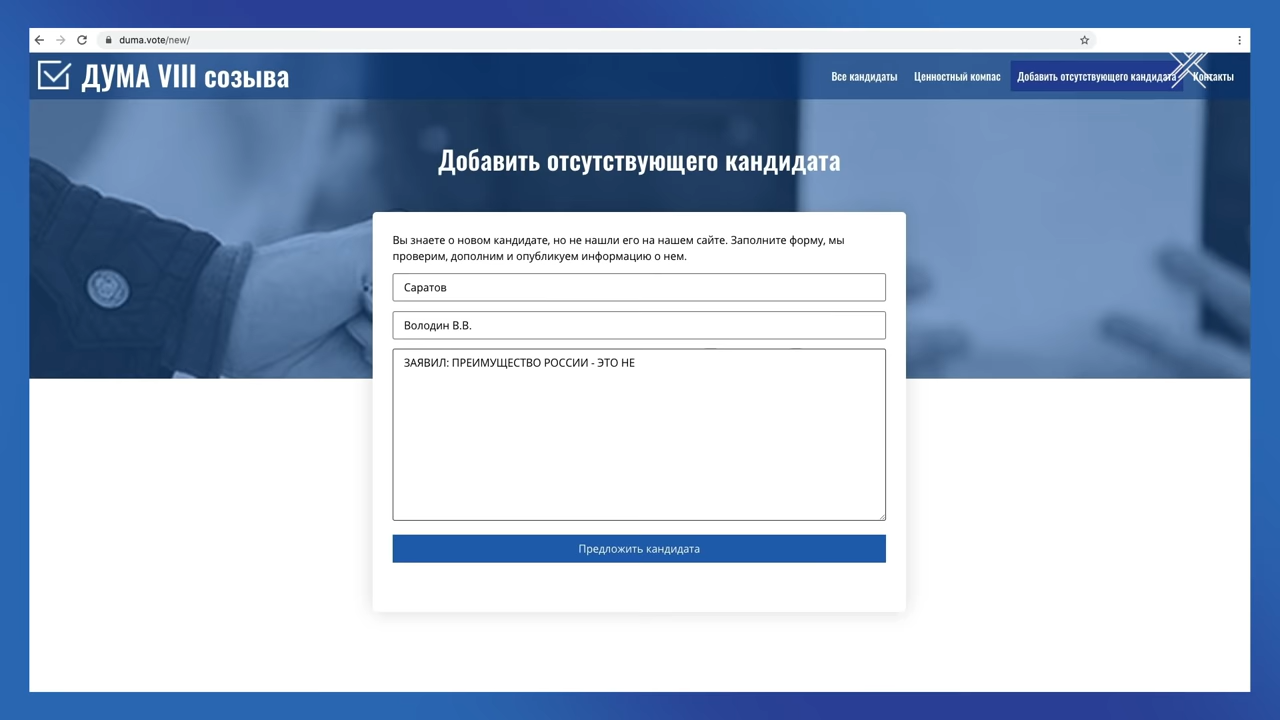 duma.vote/new/
ДУМА VIII созыва
Все кандидаты Ценностный компас Добавить отсутствующего кандидата Контакты
Добавить отсутствующего кандидата
Вы знаете о новом кандидате, но не нашли его на нашем сайте. Заполните форму, мы
проверим, дополним и опубликуем информацию о нем.
Саратов
Володин В.В.
ЗАЯВИЛ: ПРЕИМУЩЕСТВО РОССИИ - ЭТО НЕ
Предложить кандидата